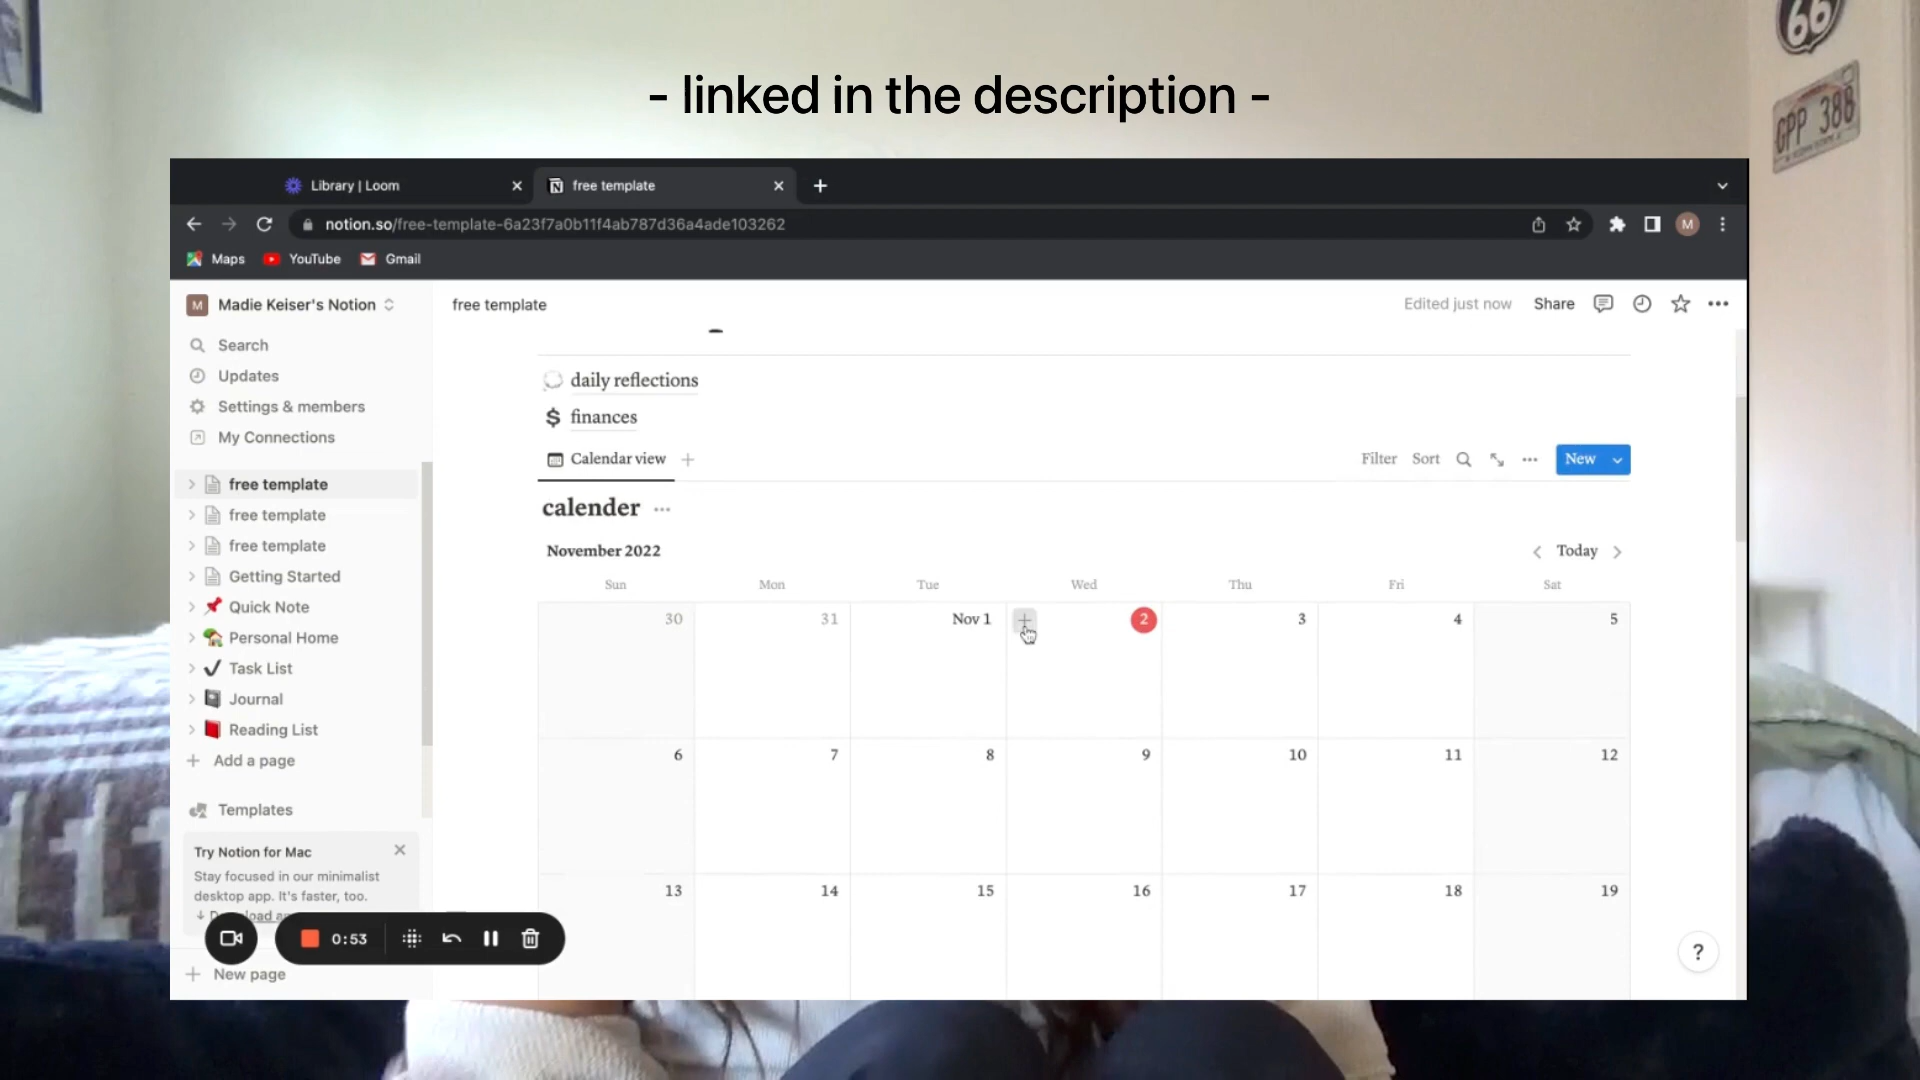 - linked in the description -
66
GPP 388
Library | Loom
free template
notion.so/free-template-6a23f7a0b11f4ab787d36a4ade103262
M
Maps
YouTube
Gmail
M Madie Keiser's Notion
free template
Edited just now
Share
Search
Updates
Settings & members
My Connections
free template
free template
free template
Getting Started
Quick Note
Personal Home
Task List
Journal
Reading List
+ Add a page
Templates
Try Notion for Mac
Stay focused in our minimalist
desktop app. It's faster, too.
0:53
+ New page
daily reflections
$ finances
Calendar view +
Filter Sort
New
calender
November 2022
Today
Sun Mon Tue Wed Thu Fri Sat
30 31 Nov 1 2 3 4 5
6 7 8 9 10 11 12
13 14 15 16 17 18 19
?